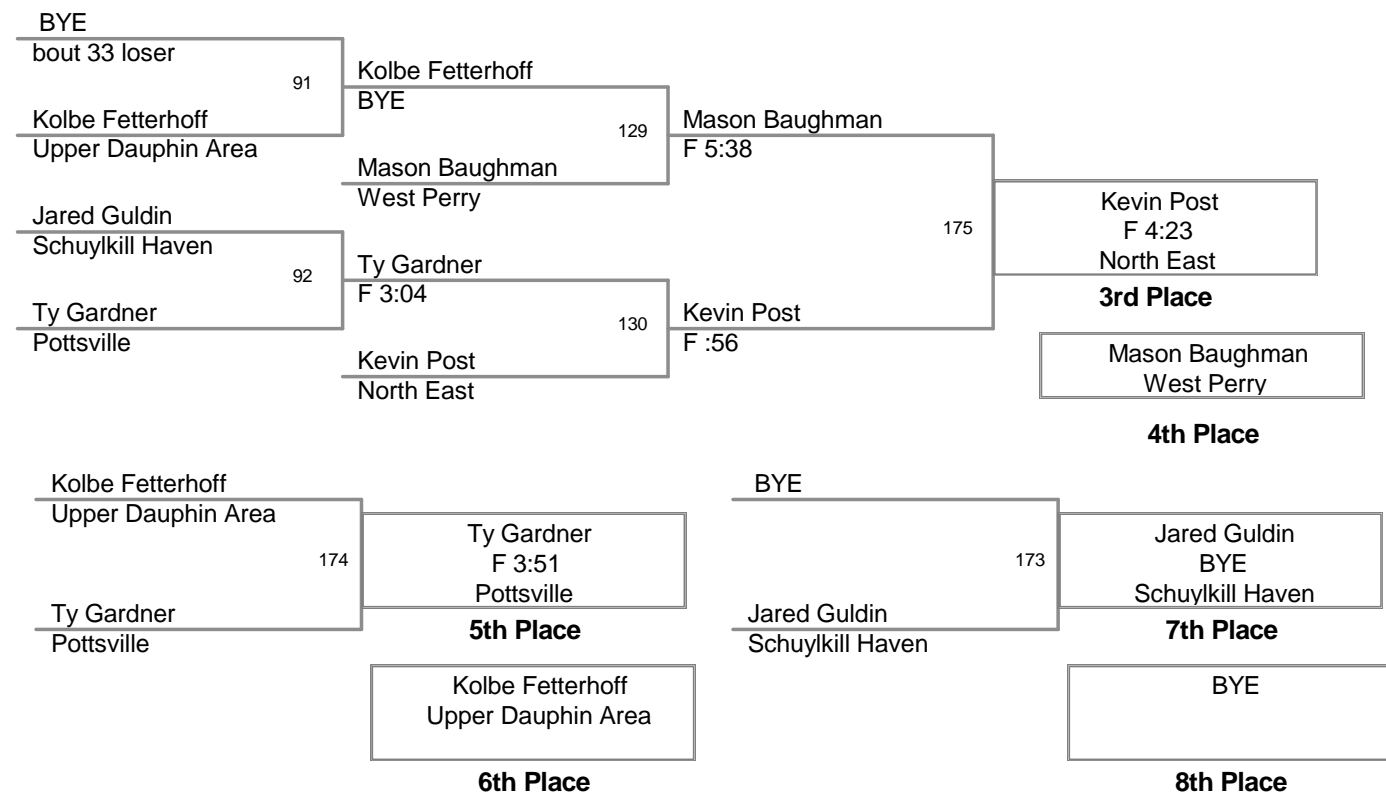 BYE
bout 33 loser
91
Kolbe Fetterhoff
Upper Dauphin Area
Jared Guldin
Schuylkill Haven
92
Ty Gardner
Pottsville
Kolbe Fetterhoff
BYE
129
Mason Baughman
West Perry
Ty Gardner
F 3:04
130
Kevin Post
North East
Mason Baughman
F 5:38
175
Kevin Post
F :56
Kevin Post
F 4:23
North East
3rd Place
Mason Baughman
West Perry
4th Place
Kolbe Fetterhoff
Upper Dauphin Area
174
Ty Gardner
Pottsville
Ty Gardner
F 3:51
Pottsville
5th Place
Kolbe Fetterhoff
Upper Dauphin Area
6th Place
BYE
173
Jared Guldin
Schuylkill Haven
Jared Guldin
BYE
Schuylkill Haven
7th Place
BYE
8th Place